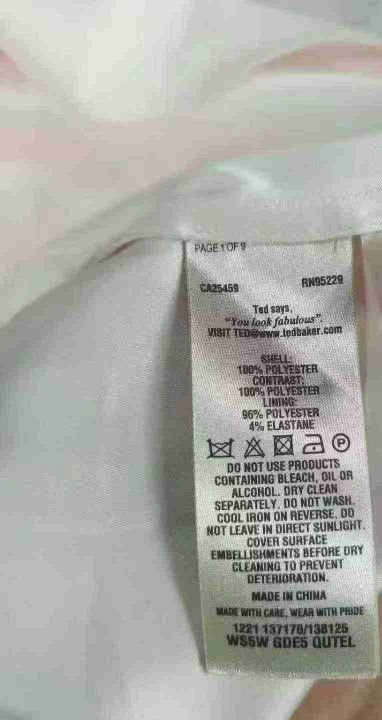 PAGE 1 OF 9
CA25459 RN95229
Ted says,
"You look fabulous".
VISIT TED@www.tedbaker.com
SHELL:
100% POLYESTER
CONTRAST:
100% POLYESTER
LINING:
96% POLYESTER
4% ELASTANE
P
DO NOT USE PRODUCTS
CONTAINING BLEACH, OIL OR
ALCOHOL. DRY CLEAN
SEPARATELY. DO NOT WASH.
COOL IRON ON REVERSE. DO
NOT LEAVE IN DIRECT SUNLIGHT.
COVER SURFACE
EMBELLISHMENTS BEFORE DRY
CLEANING TO PREVENT
DETERIORATION.
MADE IN CHINA
MADE WITH CARE, WEAR WITH PRIDE
1221 137170/138125
WS5W GDE5 QUTEL